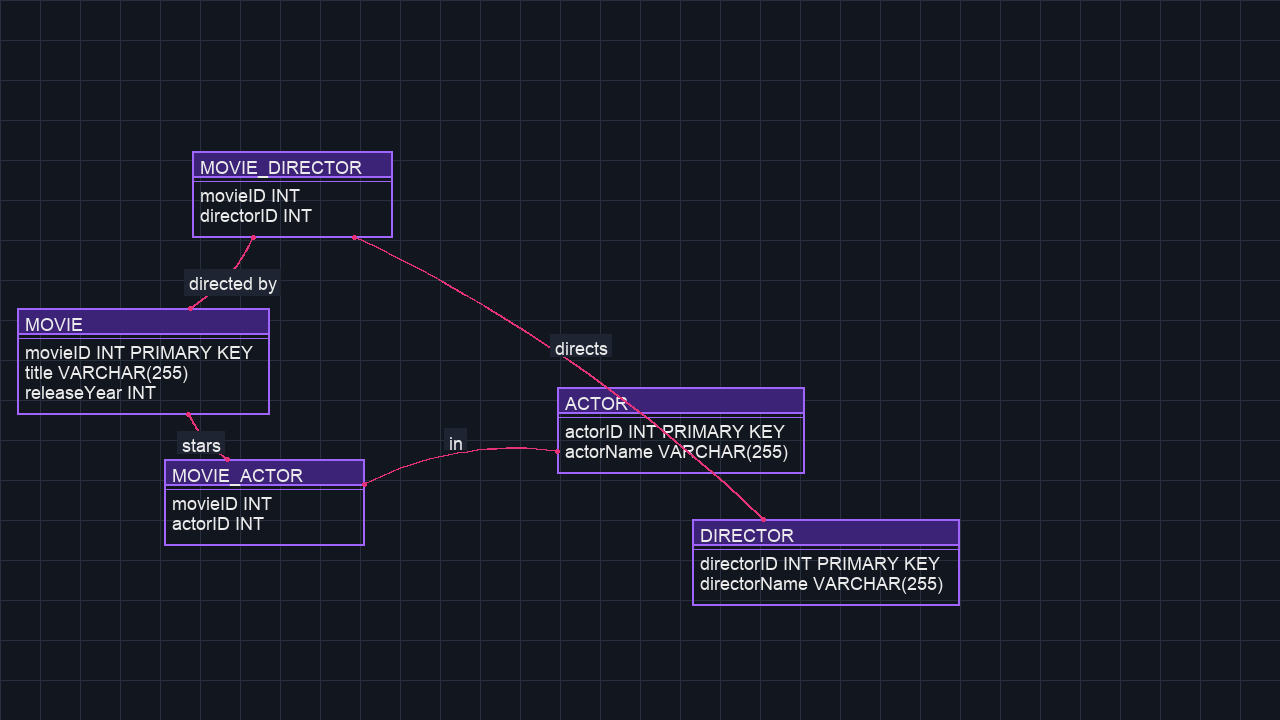 MOVIE_DIRECTOR
movieID INT
directorID INT
directed by
MOVIE
movieID INT PRIMARY KEY
title VARCHAR(255)
releaseYear INT
directs
stars
MOVIE_ACTOR
movieID INT
actorID INT
in
ACTOR
actorID INT PRIMARY KEY
actorName VARCHAR(255)
DIRECTOR
directorID INT PRIMARY KEY
directorName VARCHAR(255)